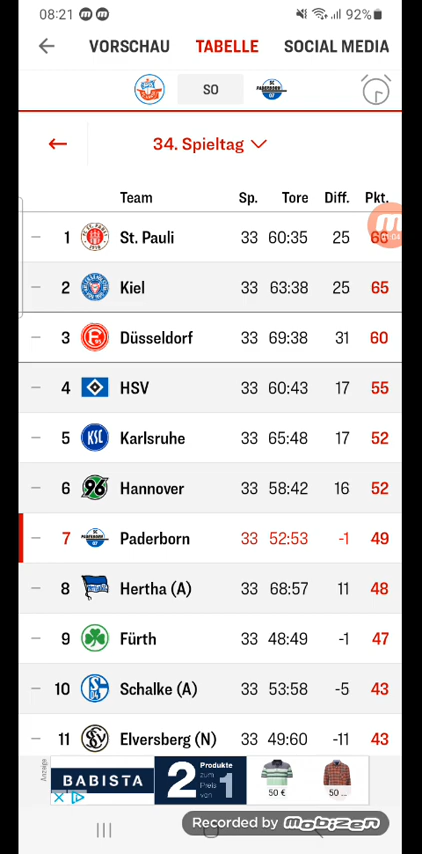 08:21 92%
VORSCHAU TABELLE SOCIAL MEDIA
SO
34. Spieltag
Team Sp. Tore Diff. Pkt.
1 St. Pauli 33 60:35 25 66
2 Kiel 33 63:38 25 65
3 Düsseldorf 33 69:38 31 60
4 HSV 33 60:43 17 55
5 KSC Karlsruhe 33 65:48 17 52
6 96 Hannover 33 58:42 16 52
7 Paderborn 33 52:53 -1 49
8 Hertha (A) 33 68:57 11 48
9 Fürth 33 48:49 -1 47
10 Schalke (A) 33 53:58 -5 43
11 Elversberg (N) 33 49:60 -11 43
Anzeige
BABISTA 2 Produkte zum Preis von 1 50 € 50 ...
Recorded by mobizen